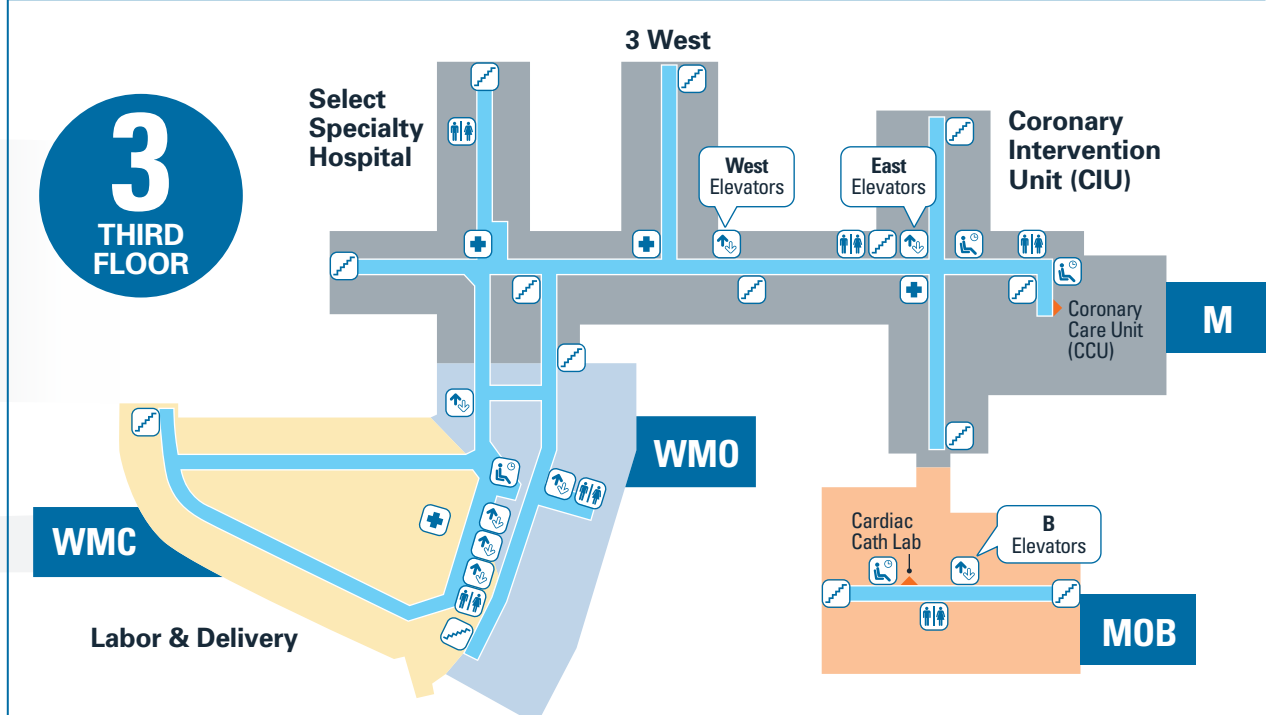 3
THIRD
FLOOR
Select
Specialty
Hospital
3 West
West
Elevators
East
Elevators
Coronary
Intervention
Unit (CIU)
Coronary
Care Unit
(CCU)
M
WMO
WMC
Labor & Delivery
Cardiac
Cath Lab
B
Elevators
MOB